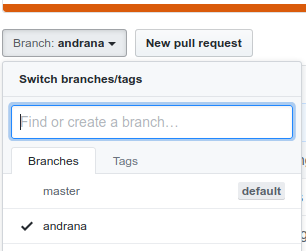 Branch: andrana
New pull request
Switch branches/tags
Find or create a branch…
Branches Tags
master default
andrana